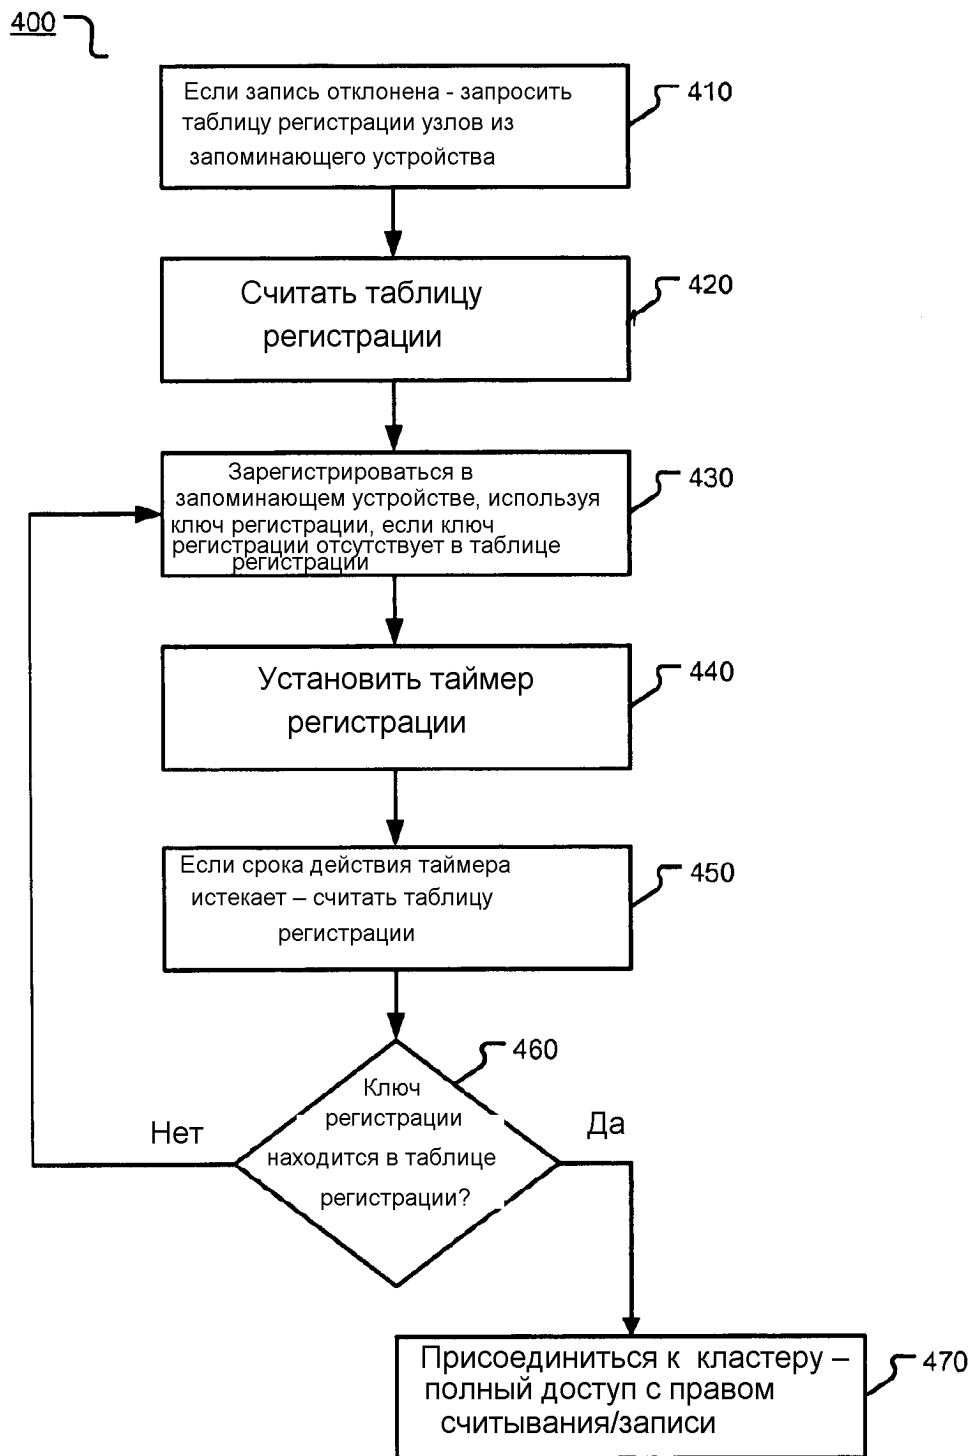 400
Если запись отклонена - запросить
таблицу регистрации узлов из
запоминающего устройства
410
Считать таблицу
регистрации
420
Зарегистрироваться в
запоминающем устройстве, используя
ключ регистрации, если ключ
регистрации отсутствует в таблице
регистрации
430
Установить таймер
регистрации
440
Если срока действия таймера
истекает – считать таблицу
регистрации
450
460
Ключ
регистрации
находится в таблице
регистрации?
Нет
Да
Присоединиться к кластеру –
полный доступ с правом
считывания/записи
470